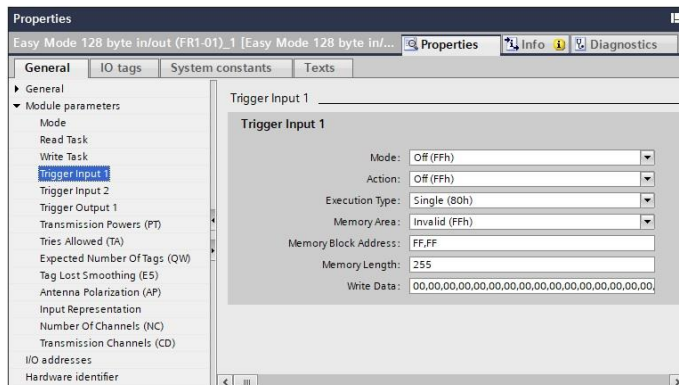 Properties
Easy Mode 128 byte in/out (FR1-01)_1 [Easy Mode 128 byte in/...
Properties
Info
Diagnostics
General
IO tags
System constants
Texts
General
Module parameters
Mode
Read Task
Write Task
Trigger Input 1
Trigger Input 2
Trigger Output 1
Transmission Powers (PT)
Tries Allowed (TA)
Expected Number Of Tags (QW)
Tag Lost Smoothing (E5)
Antenna Polarization (AP)
Input Representation
Number Of Channels (NC)
Transmission Channels (CD)
I/O addresses
Hardware identifier
Trigger Input 1
Trigger Input 1
Mode: Off (FFh)
Action: Off (FFh)
Execution Type: Single (80h)
Memory Area: Invalid (FFh)
Memory Block Address: FF,FF
Memory Length: 255
Write Data: 00,00,00,00,00,00,00,00,00,00,00,00,00,00,00,00,